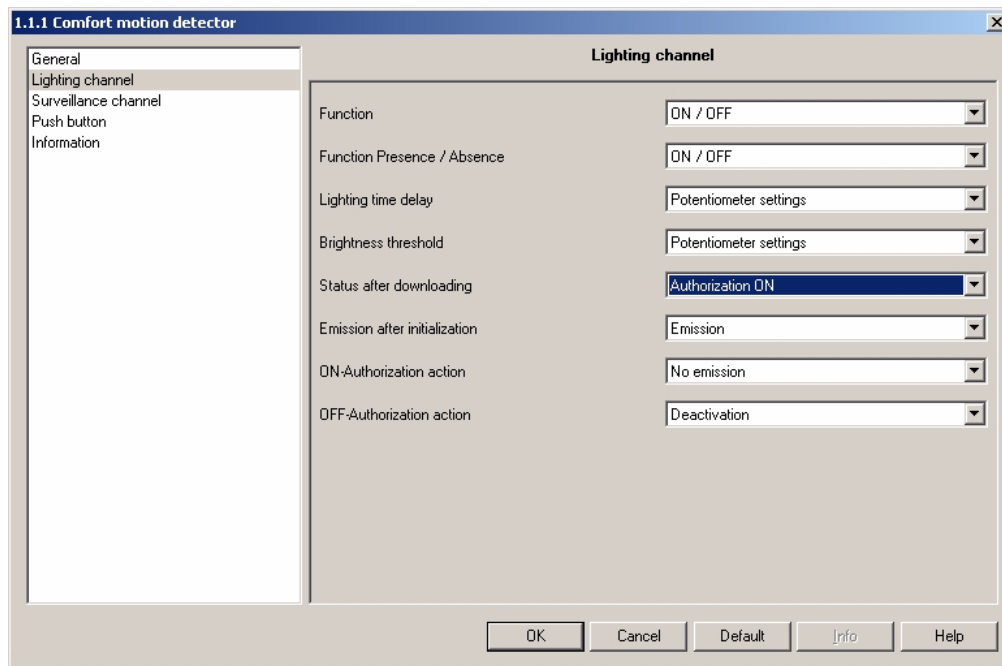 1.1.1 Comfort motion detector
General
Lighting channel
Surveillance channel
Push button
Information
Lighting channel
Function ON / OFF
Function Presence / Absence ON / OFF
Lighting time delay Potentiometer settings
Brightness threshold Potentiometer settings
Status after downloading Authorization ON
Emission after initialization Emission
ON-Authorization action No emission
OFF-Authorization action Deactivation
OK Cancel Default Info Help